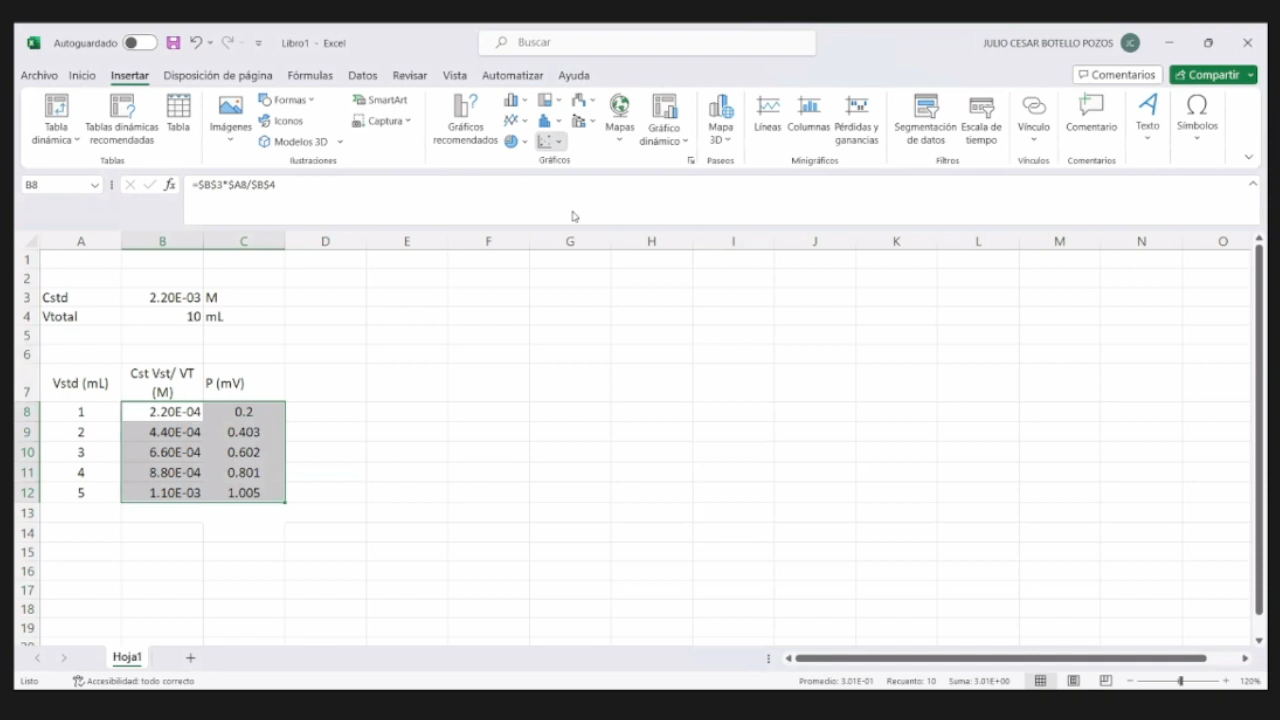 Autoguardado
Libro1 - Excel
Buscar
JULIO CESAR BOTELLO POZOS
JC
Archivo Inicio Insertar Disposición de página Fórmulas Datos Revisar Vista Automatizar Ayuda
Comentarios
Compartir
Tabla dinámica
Tablas dinámicas recomendadas
Tabla
Tablas
Imágenes
Formas
Iconos
Modelos 3D
SmartArt
Captura
Ilustraciones
Gráficos recomendados
Mapas
Gráfico dinámico
Gráficos
Mapa 3D
Paseos
Líneas
Columnas
Pérdidas y ganancias
Minigráficos
Segmentación de datos
Escala de tiempo
Filtros
Vínculo
Vínculos
Comentario
Comentarios
Texto
Símbolos
B8
fx
=$B$3*$A8/$B$4
A B C D E F G H I J K L M N O
1
2
3 Cstd 2.20E-03 M
4 Vtotal 10 mL
5
6
7 Vstd (mL) Cst Vst/ VT (M) P (mV)
8 1 2.20E-04 0.2
9 2 4.40E-04 0.403
10 3 6.60E-04 0.602
11 4 8.80E-04 0.801
12 5 1.10E-03 1.005
13
14
15
16
17
18
19
Hoja1
Listo
Accesibilidad: todo correcto
Promedio: 3.01E-01 Recuento: 10 Suma: 3.01E+00
120%